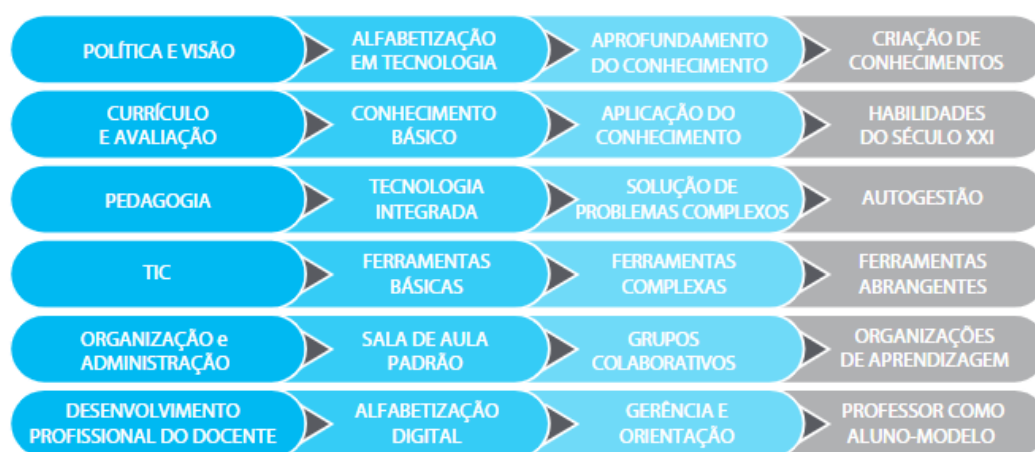 POLÍTICA E VISÃO
ALFABETIZAÇÃO
EM TECNOLOGIA
APROFUNDAMENTO
DO CONHECIMENTO
CRIAÇÃO DE
CONHECIMENTOS
CURRÍCULO
E AVALIAÇÃO
CONHECIMENTO
BÁSICO
APLICAÇÃO DO
CONHECIMENTO
HABILIDADES
DO SÉCULO XXI
PEDAGOGIA
TECNOLOGIA
INTEGRADA
SOLUÇÃO DE
PROBLEMAS COMPLEXOS
AUTOGESTÃO
TIC
FERRAMENTAS
BÁSICAS
FERRAMENTAS
COMPLEXAS
FERRAMENTAS
ABRANGENTES
ORGANIZAÇÃO e
ADMINISTRAÇÃO
SALA DE AULA
PADRÃO
GRUPOS
COLABORATIVOS
ORGANIZAÇÕES
DE APRENDIZAGEM
DESENVOLVIMENTO
PROFISSIONAL DO DOCENTE
ALFABETIZAÇÃO
DIGITAL
GERÊNCIA E
ORIENTAÇÃO
PROFESSOR COMO
ALUNO-MODELO